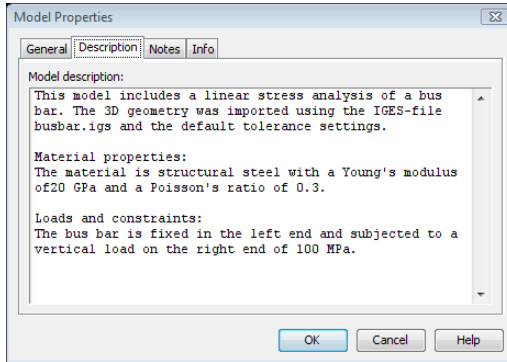 Model Properties
General Description Notes Info
Model description:
This model includes a linear stress analysis of a bus
bar. The 3D geometry was imported using the IGES-file
busbar.igs and the default tolerance settings.
Material properties:
The material is structural steel with a Young's modulus
of20 GPa and a Poisson's ratio of 0.3.
Loads and constraints:
The bus bar is fixed in the left end and subjected to a
vertical load on the right end of 100 MPa.
OK Cancel Help